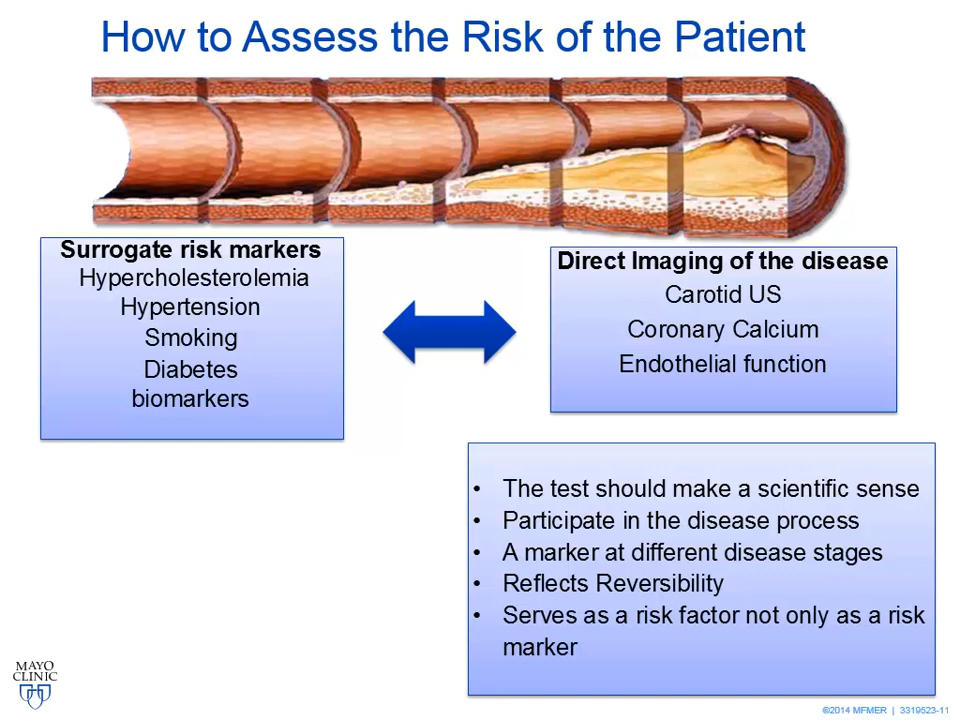 How to Assess the Risk of the Patient
Surrogate risk markers
Hypercholesterolemia
Hypertension
Smoking
Diabetes
biomarkers
Direct Imaging of the disease
Carotid US
Coronary Calcium
Endothelial function
• The test should make a scientific sense
• Participate in the disease process
• A marker at different disease stages
• Reflects Reversibility
• Serves as a risk factor not only as a risk
marker
MAYO
CLINIC
©2014 MFMER | 3319523-11